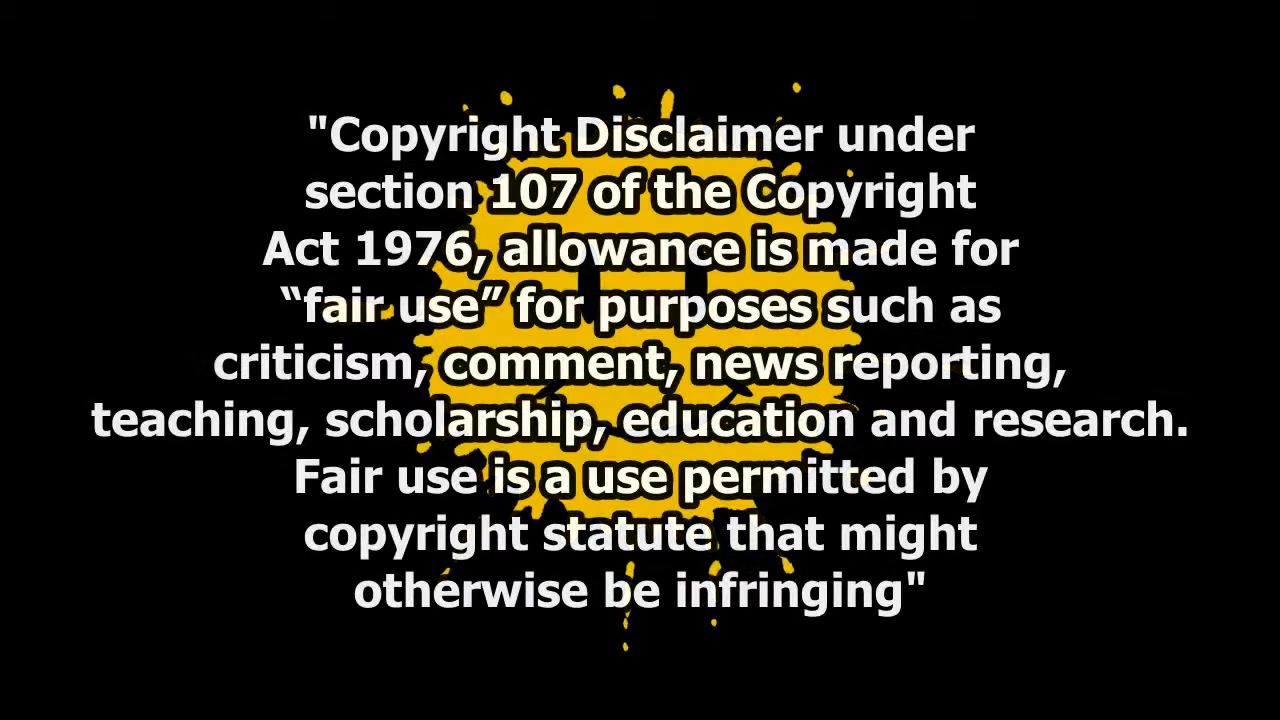 "Copyright Disclaimer under
section 107 of the Copyright
Act 1976, allowance is made for
“fair use” for purposes such as
criticism, comment, news reporting,
teaching, scholarship, education and research.
Fair use is a use permitted by
copyright statute that might
otherwise be infringing"